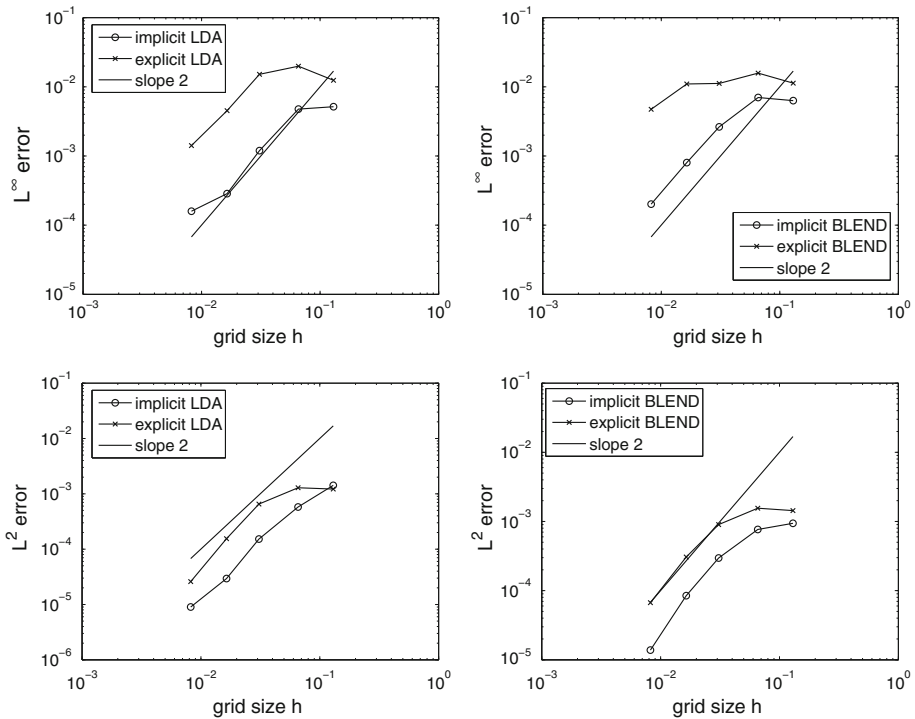 10^-1
10^-2
10^-3
10^-4
10^-5
L^∞ error
implicit LDA
explicit LDA
slope 2
10^-3
10^-2
10^-1
10^0
grid size h
10^-1
10^-2
10^-3
10^-4
10^-5
L^∞ error
implicit BLEND
explicit BLEND
slope 2
10^-3
10^-2
10^-1
10^0
grid size h
10^-1
10^-2
10^-3
10^-4
10^-5
10^-6
L^2 error
implicit LDA
explicit LDA
slope 2
10^-3
10^-2
10^-1
10^0
grid size h
10^-1
10^-2
10^-3
10^-4
10^-5
L^2 error
implicit BLEND
explicit BLEND
slope 2
10^-3
10^-2
10^-1
10^0
grid size h